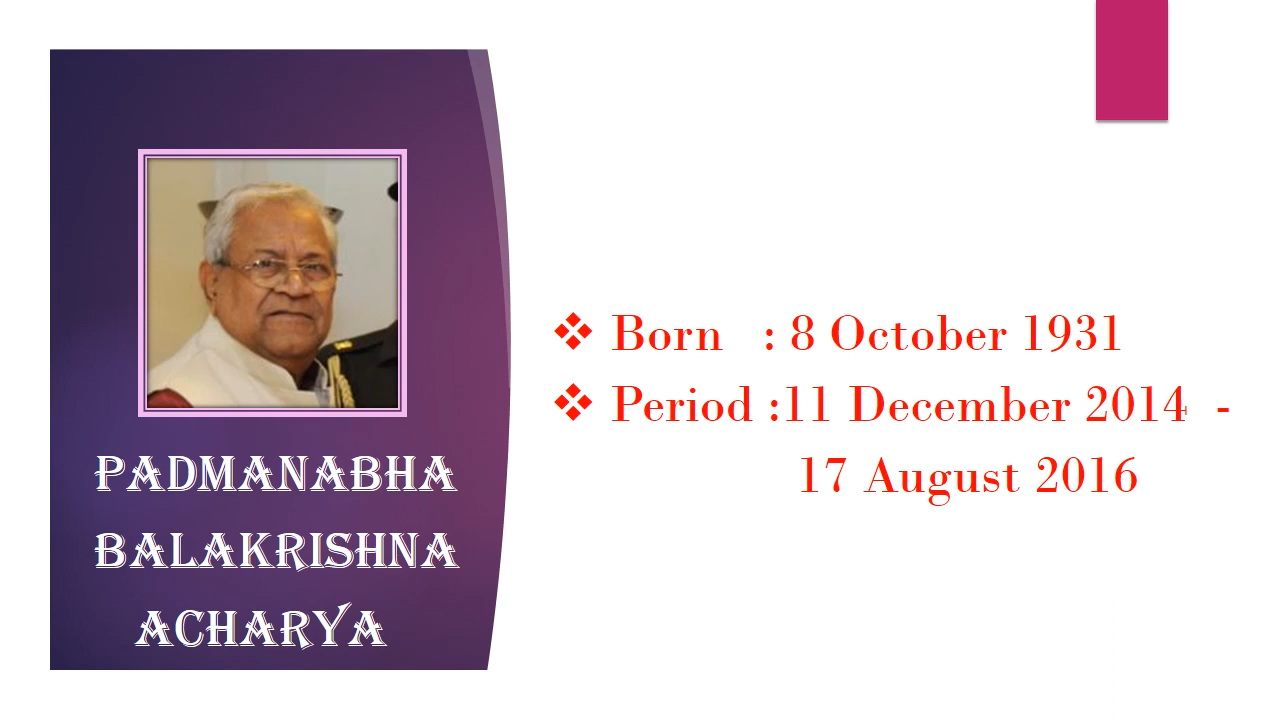 PADMANABHA
BALAKRISHNA
ACHARYA
❖ Born : 8 October 1931
❖ Period :11 December 2014 -
17 August 2016